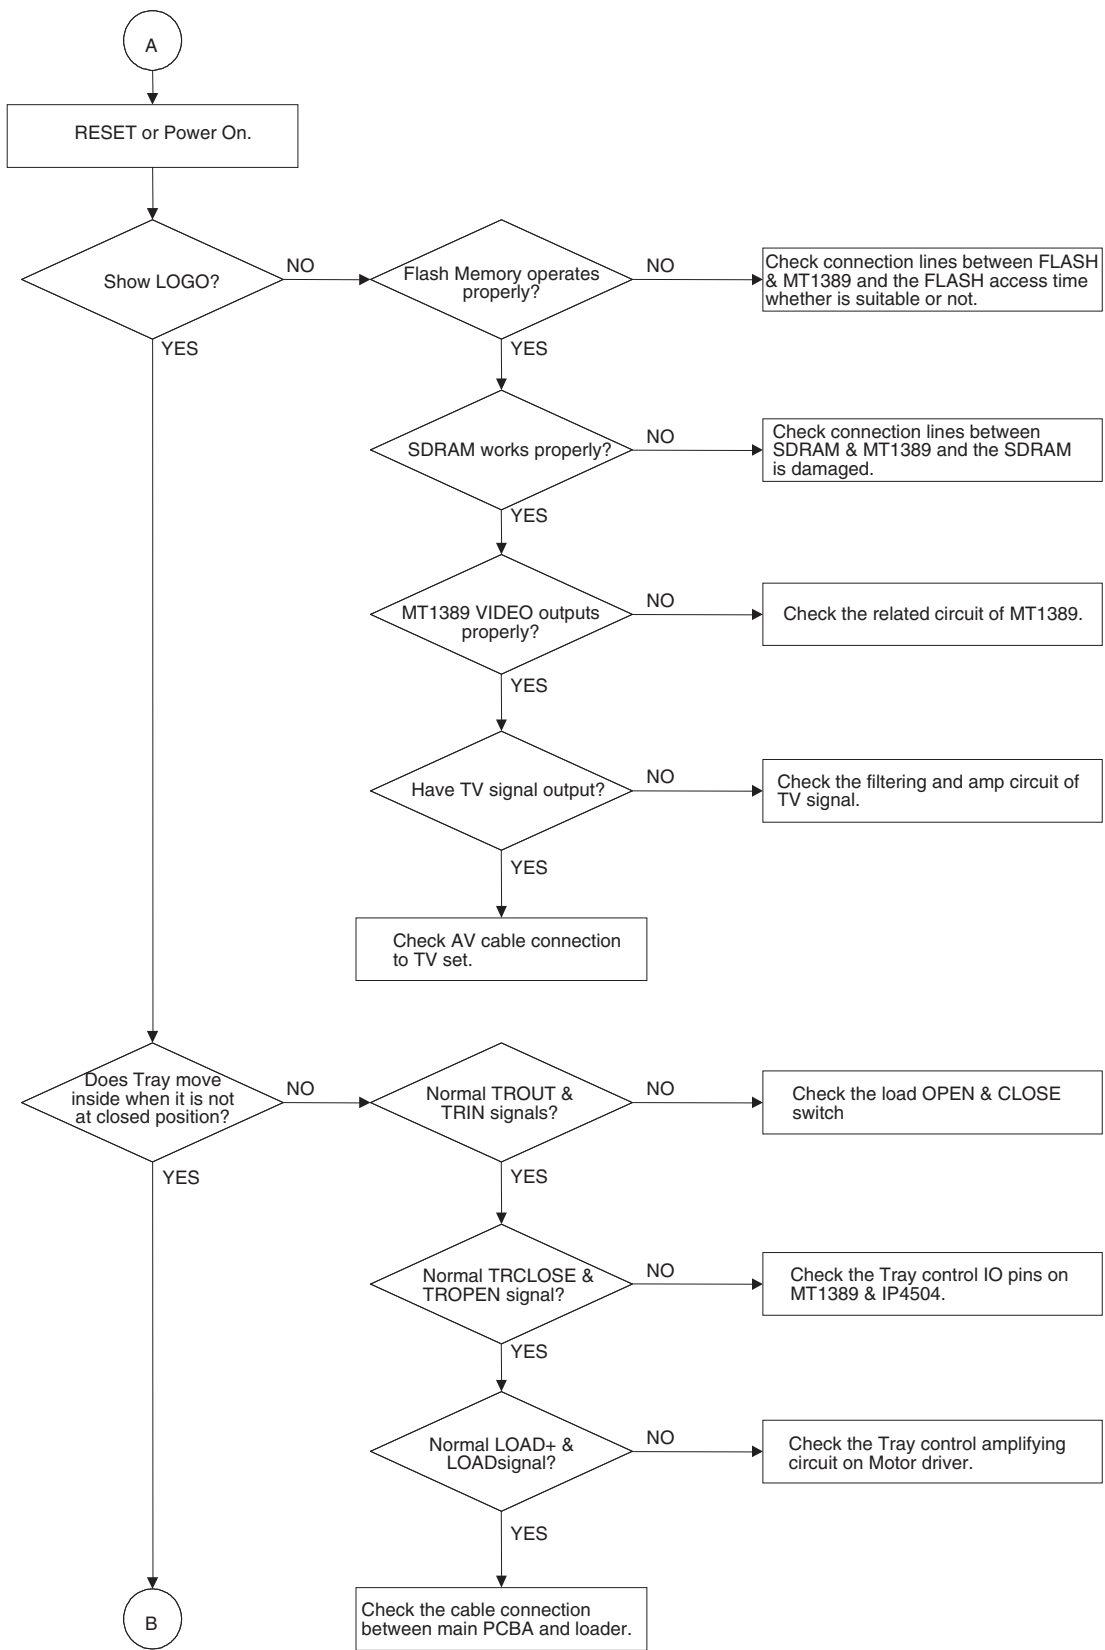 A
RESET or Power On.
Show LOGO?
NO
Flash Memory operates
properly?
NO
Check connection lines between FLASH
& MT1389 and the FLASH access time
whether is suitable or not.
YES
YES
SDRAM works properly?
NO
Check connection lines between
SDRAM & MT1389 and the SDRAM
is damaged.
YES
MT1389 VIDEO outputs
properly?
NO
Check the related circuit of MT1389.
YES
Have TV signal output?
NO
Check the filtering and amp circuit of
TV signal.
YES
Check AV cable connection
to TV set.
Does Tray move
inside when it is not
at closed position?
NO
Normal TROUT &
TRIN signals?
NO
Check the load OPEN & CLOSE
switch
YES
YES
Normal TRCLOSE &
TROPEN signal?
NO
Check the Tray control IO pins on
MT1389 & IP4504.
YES
Normal LOAD+ &
LOADsignal?
NO
Check the Tray control amplifying
circuit on Motor driver.
YES
Check the cable connection
between main PCBA and loader.
B